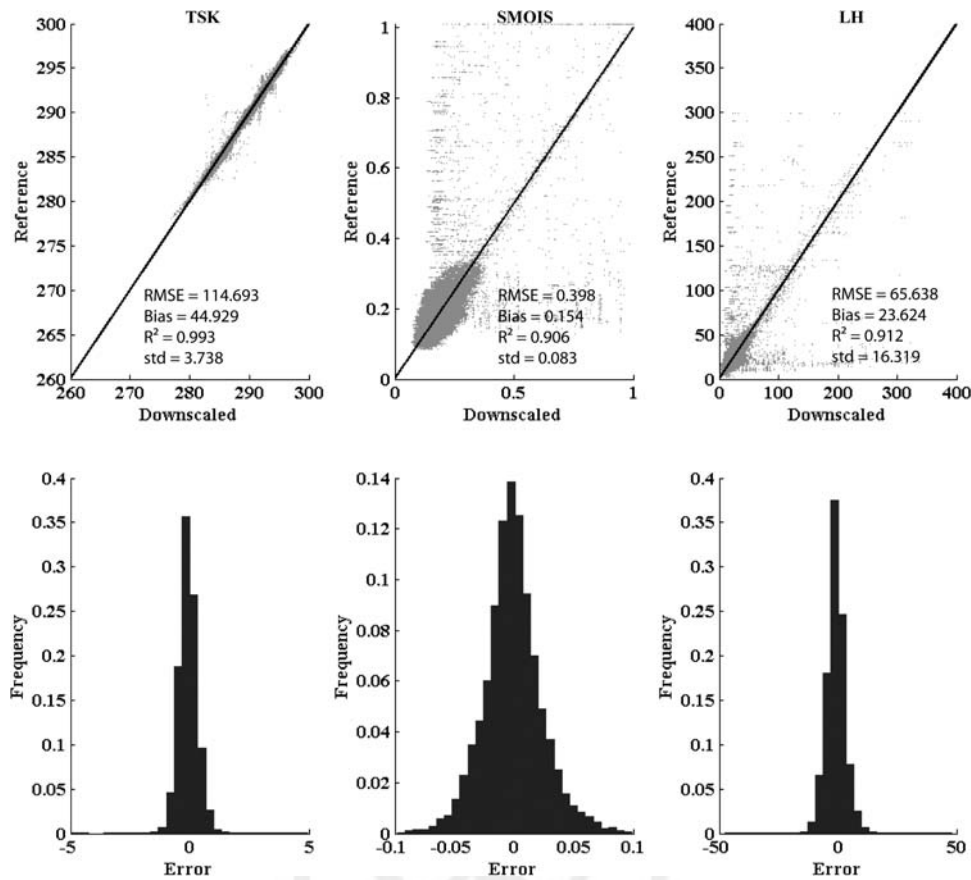 TSK
300
295
290
285
280
275
270
265
260
Reference
RMSE = 114.693
Bias = 44.929
R² = 0.993
std = 3.738
260 270 280 290 300
Downscaled
SMOIS
1
0.8
0.6
0.4
0.2
0
Reference
RMSE = 0.398
Bias = 0.154
R² = 0.906
std = 0.083
0 0.5 1
Downscaled
LH
400
350
300
250
200
150
100
50
0
Reference
RMSE = 65.638
Bias = 23.624
R² = 0.912
std = 16.319
0 100 200 300 400
Downscaled
0.4
0.35
0.3
0.25
0.2
0.15
0.1
0.05
0
Frequency
-5 0 5
Error
0.14
0.12
0.1
0.08
0.06
0.04
0.02
0
Frequency
-0.1 -0.05 0 0.05 0.1
Error
0.4
0.35
0.3
0.25
0.2
0.15
0.1
0.05
0
Frequency
-50 0 50
Error